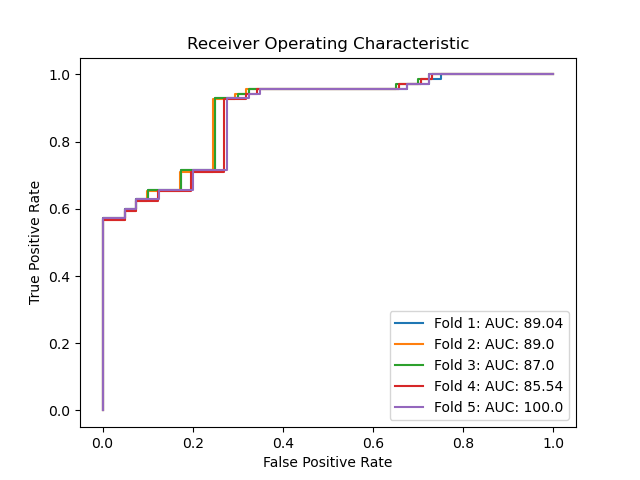 Receiver Operating Characteristic
1.0
0.8
0.6
0.4
0.2
0.0
True Positive Rate
Fold 1: AUC: 89.04
Fold 2: AUC: 89.0
Fold 3: AUC: 87.0
Fold 4: AUC: 85.54
Fold 5: AUC: 100.0
0.0 0.2 0.4 0.6 0.8 1.0
False Positive Rate